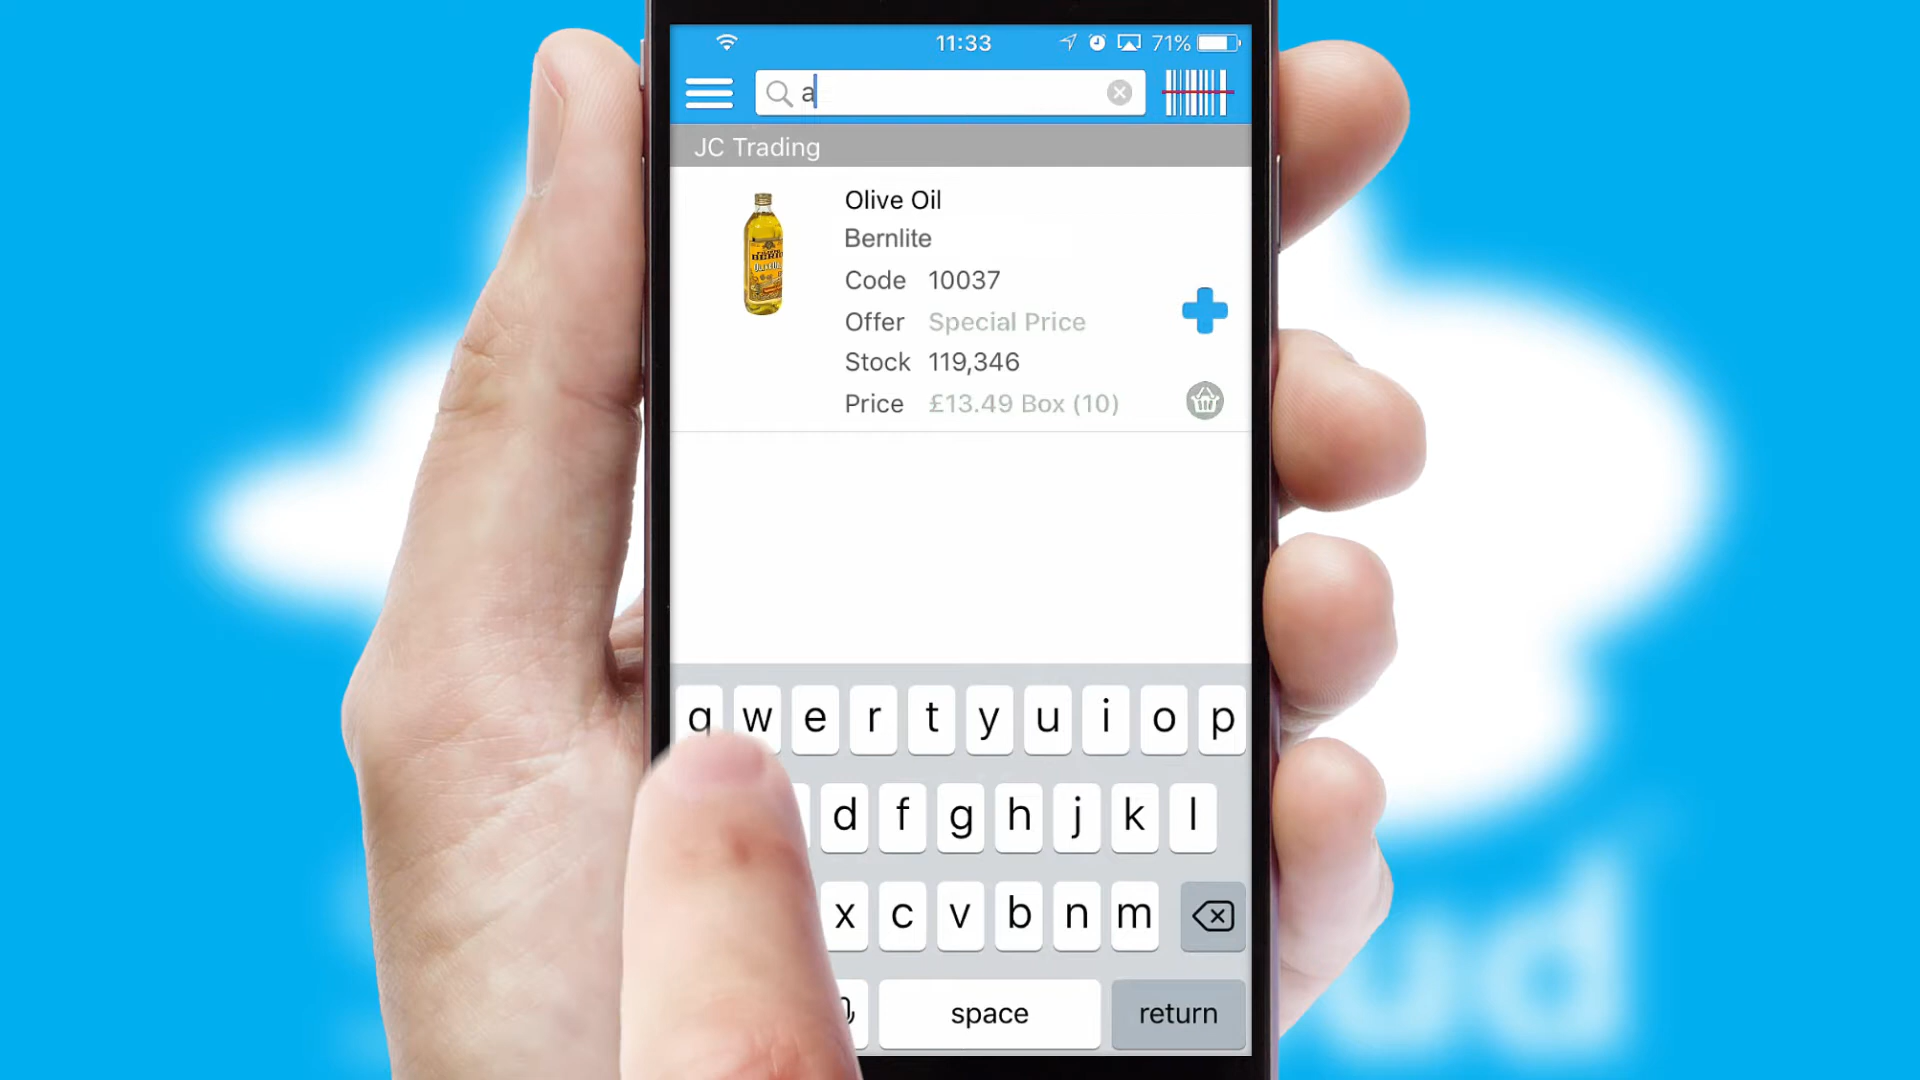 11:33
71%
a
JC Trading
Olive Oil
Bernlite
Code 10037
Offer Special Price
Stock 119,346
Price £13.49 Box (10)
q w e r t y u i o p
d f g h j k l
x c v b n m
space return
ud